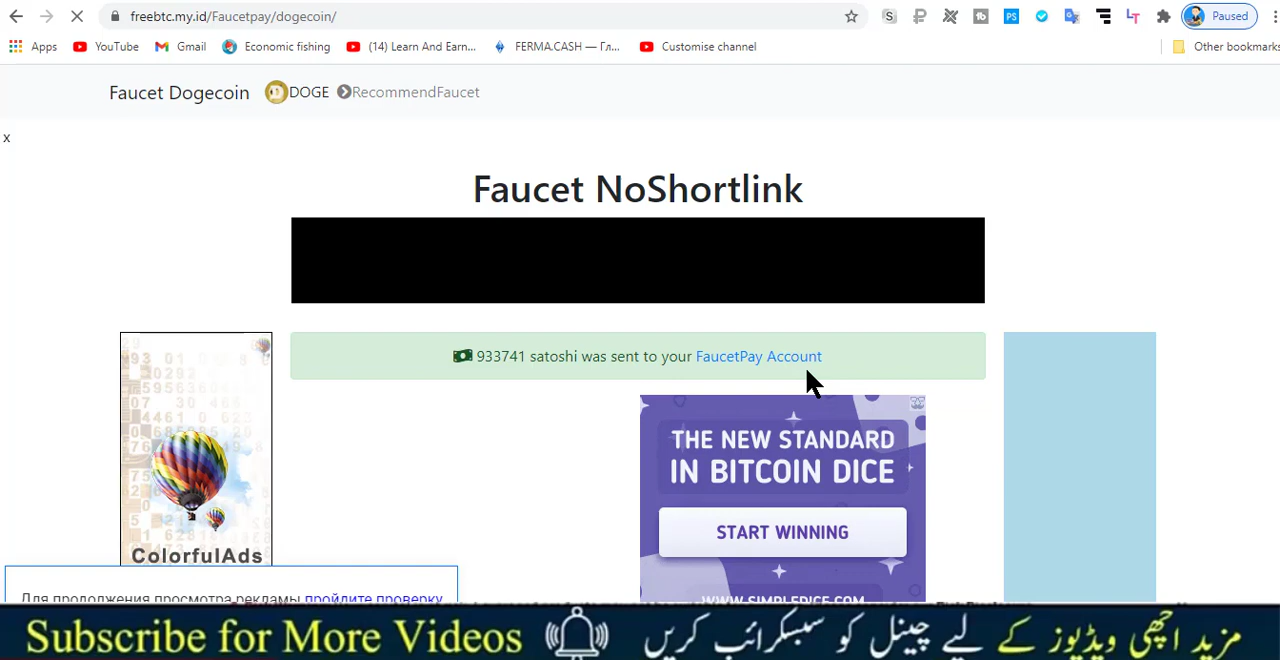 freebtc.my.id/Faucetpay/dogecoin/
Paused
Apps YouTube Gmail Economic fishing (14) Learn And Earn... FERMA.CASH — Гл... Customise channel Other bookmarks
Faucet Dogecoin DOGE RecommendFaucet
x
Faucet NoShortlink
933741 satoshi was sent to your FaucetPay Account
THE NEW STANDARD
IN BITCOIN DICE
START WINNING
WWW.SIMPLEDICE.COM
ColorfulAds
Для продолжения просмотра рекламы пройдите проверку
Subscribe for More Videos مزید اچھی ویڈیوز کے لیے چینل کو سبسکرائب کریں